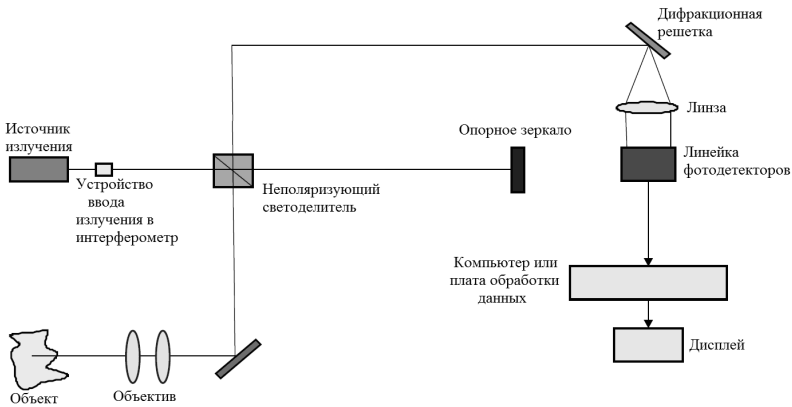 Дифракционная
решетка
Линза
Источник
излучения
Опорное зеркало
Линейка
фотодетекторов
Устройство
ввода
излучения в
интерферометр
Неполяризующий
светоделитель
Компьютер или
плата обработки
данных
Дисплей
Объект
Объектив